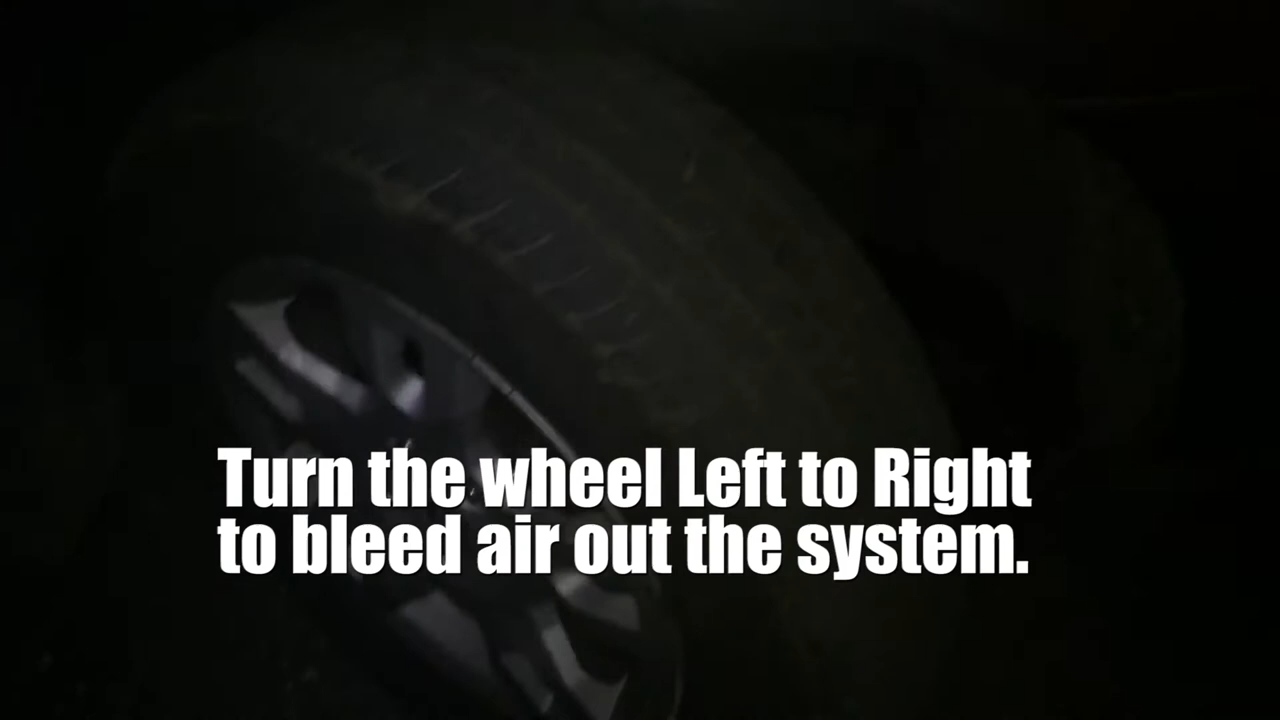 Turn the wheel Left to Right
to bleed air out the system.